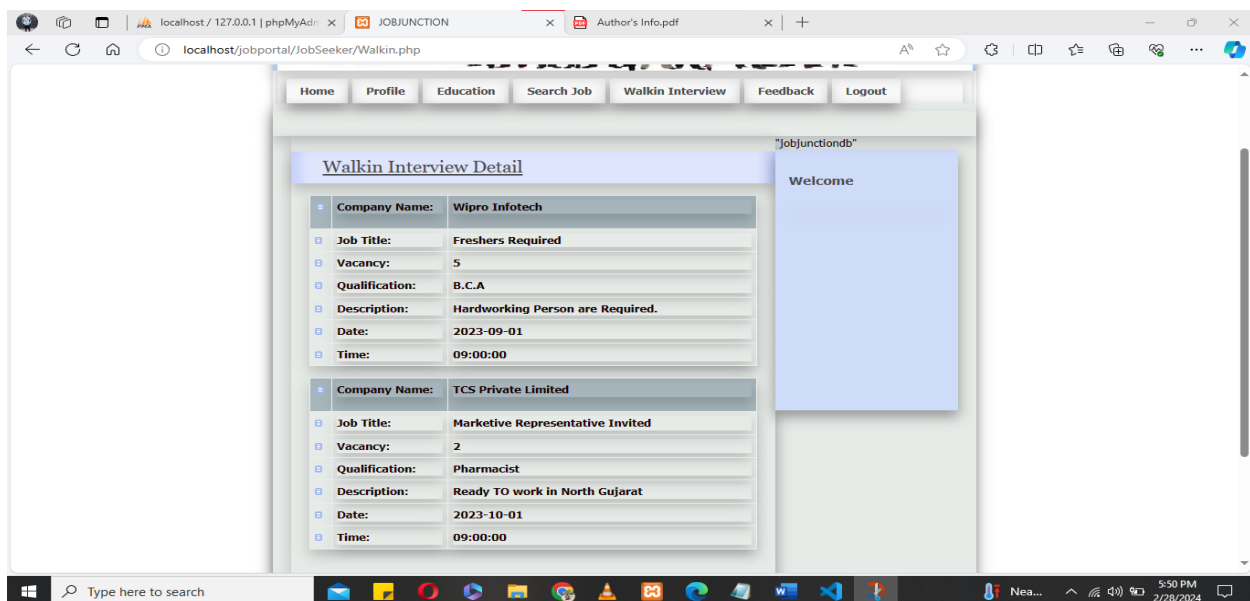 localhost / 127.0.0.1 | phpMyAdn
JOBJUNCTION
Author's Info.pdf
localhost/jobportal/JobSeeker/Walkin.php
Home Profile Education Search Job Walkin Interview Feedback Logout
"jobjunctiondb"
Walkin Interview Detail
Welcome
Company Name: Wipro Infotech
Job Title: Freshers Required
Vacancy: 5
Qualification: B.C.A
Description: Hardworking Person are Required.
Date: 2023-09-01
Time: 09:00:00
Company Name: TCS Private Limited
Job Title: Marketive Representative Invited
Vacancy: 2
Qualification: Pharmacist
Description: Ready TO work in North Gujarat
Date: 2023-10-01
Time: 09:00:00
Type here to search
Nea...
5:50 PM
2/28/2024